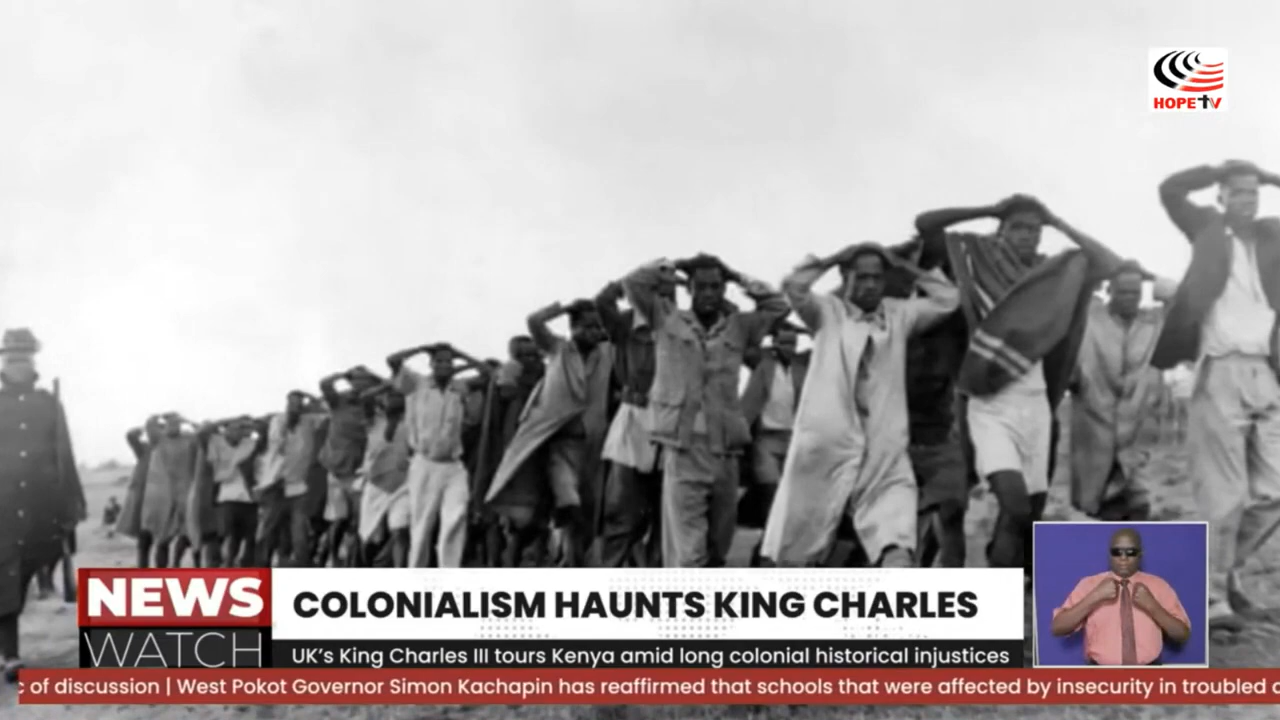 HOPE TV
NEWS
WATCH
COLONIALISM HAUNTS KING CHARLES
UK's King Charles III tours Kenya amid long colonial historical injustices
of discussion | West Pokot Governor Simon Kachapin has reaffirmed that schools that were affected by insecurity in troubled